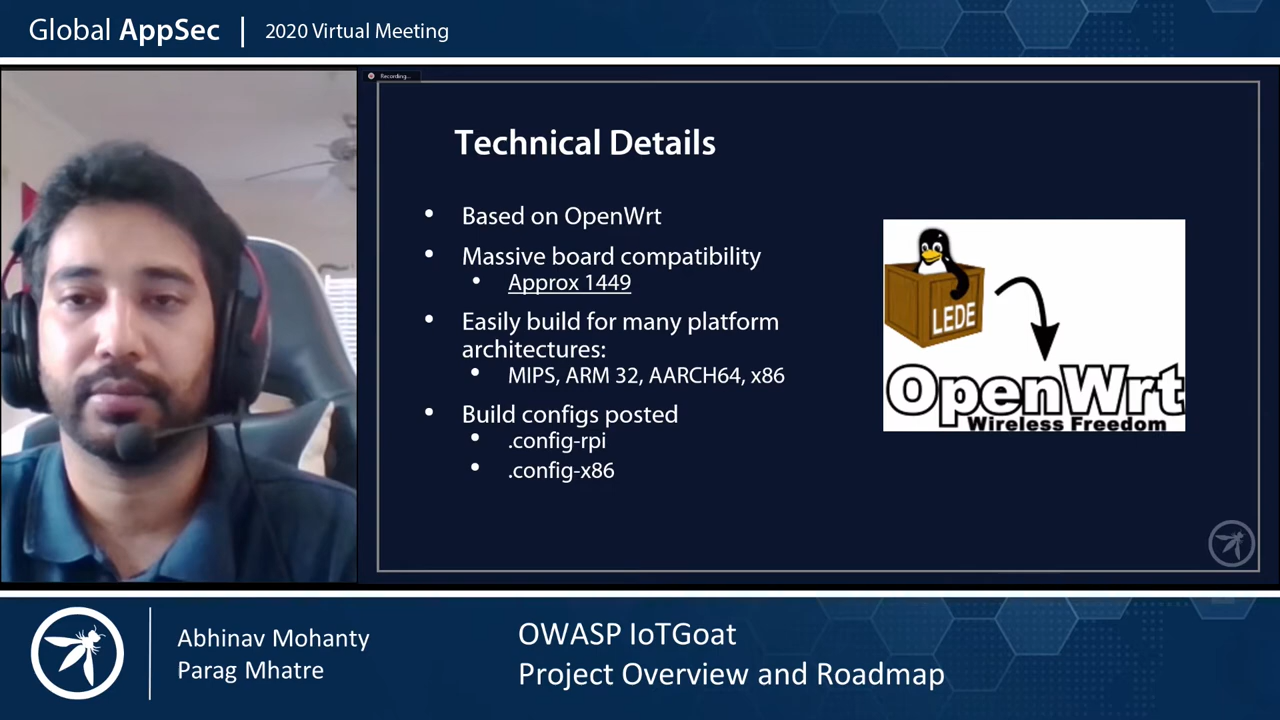 Global AppSec | 2020 Virtual Meeting
Recording...
Technical Details
• Based on OpenWrt
• Massive board compatibility
• Approx 1449
• Easily build for many platform
architectures:
• MIPS, ARM 32, AARCH64, x86
• Build configs posted
• .config-rpi
• .config-x86
LEDE
OpenWrt
Wireless Freedom
Abhinav Mohanty
Parag Mhatre
OWASP IoTGoat
Project Overview and Roadmap